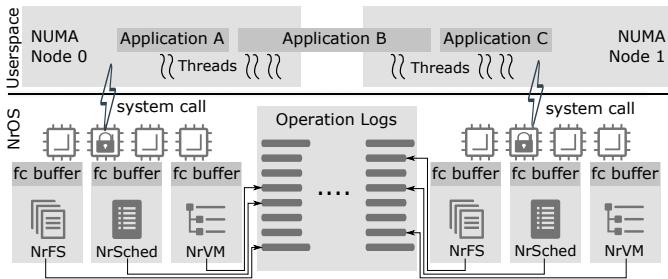 Userspace
NUMA
Node 0
Application A
Application B
Application C
NUMA
Node 1
Threads
Threads
system call
system call
NrOS
Operation Logs
fc buffer
fc buffer
fc buffer
....
fc buffer
fc buffer
fc buffer
NrFS
NrSched
NrVM
NrFS
NrSched
NrVM